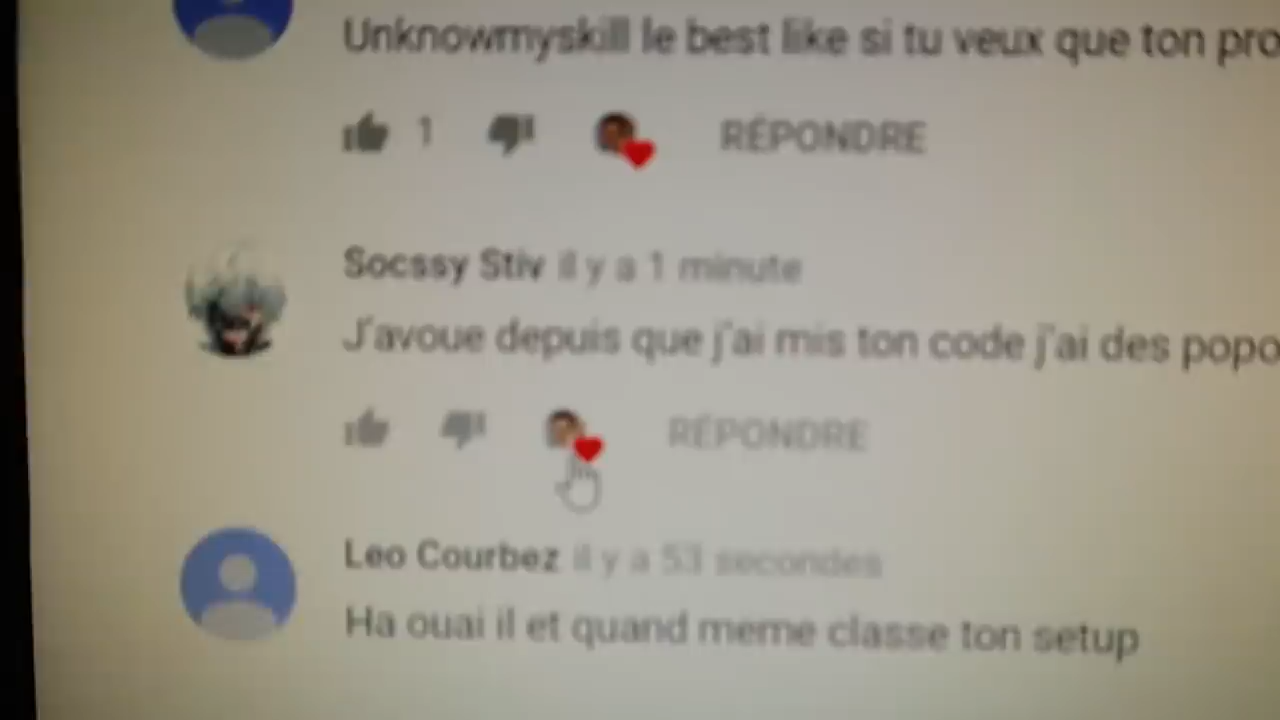 Unknowmyskill le best like si tu veux que ton pro
1 RÉPONDRE
Socssy Stiv il y a 1 minute
J'avoue depuis que j'ai mis ton code j'ai des popo
RÉPONDRE
Leo Courbez il y a 53 secondes
Ha ouai il et quand meme classe ton setup